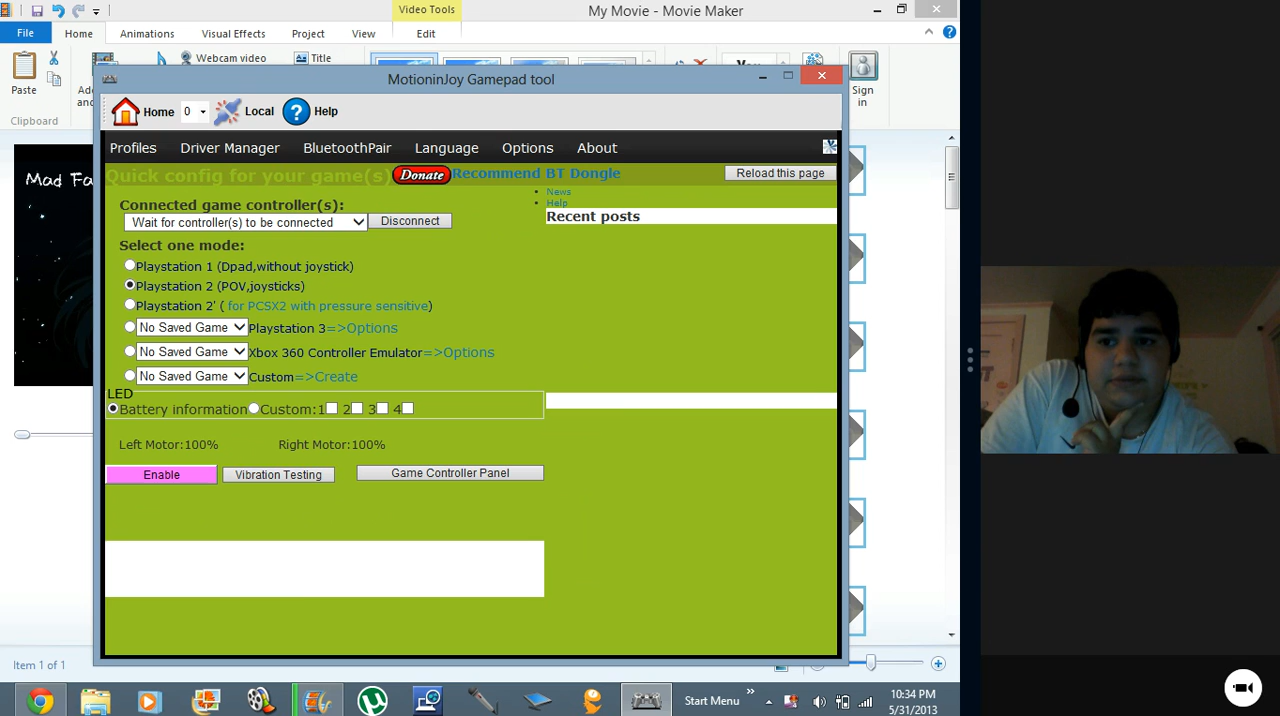 Video Tools
My Movie - Movie Maker
File
Home
Animations
Visual Effects
Project
View
Edit
Paste
Webcam video
Title
Sign
in
Clipboard
MotioninJoy Gamepad tool
Home
0
Local
? Help
Profiles
Driver Manager
BluetoothPair
Language
Options
About
Quick config for your game(s)
Donate
Recommend BT Dongle
Reload this page
News
Help
Recent posts
Connected game controller(s):
Wait for controller(s) to be connected
Disconnect
Select one mode:
Playstation 1 (Dpad,without joystick)
Playstation 2 (POV,joysticks)
Playstation 2' ( for PCSX2 with pressure sensitive)
No Saved Game Playstation 3=>Options
No Saved Game Xbox 360 Controller Emulator=>Options
No Saved Game Custom=>Create
LED
Battery information Custom:1 2 3 4
Left Motor:100% Right Motor:100%
Enable
Vibration Testing
Game Controller Panel
Mad Fa
Item 1 of 1
Start Menu
10:34 PM
5/31/2013